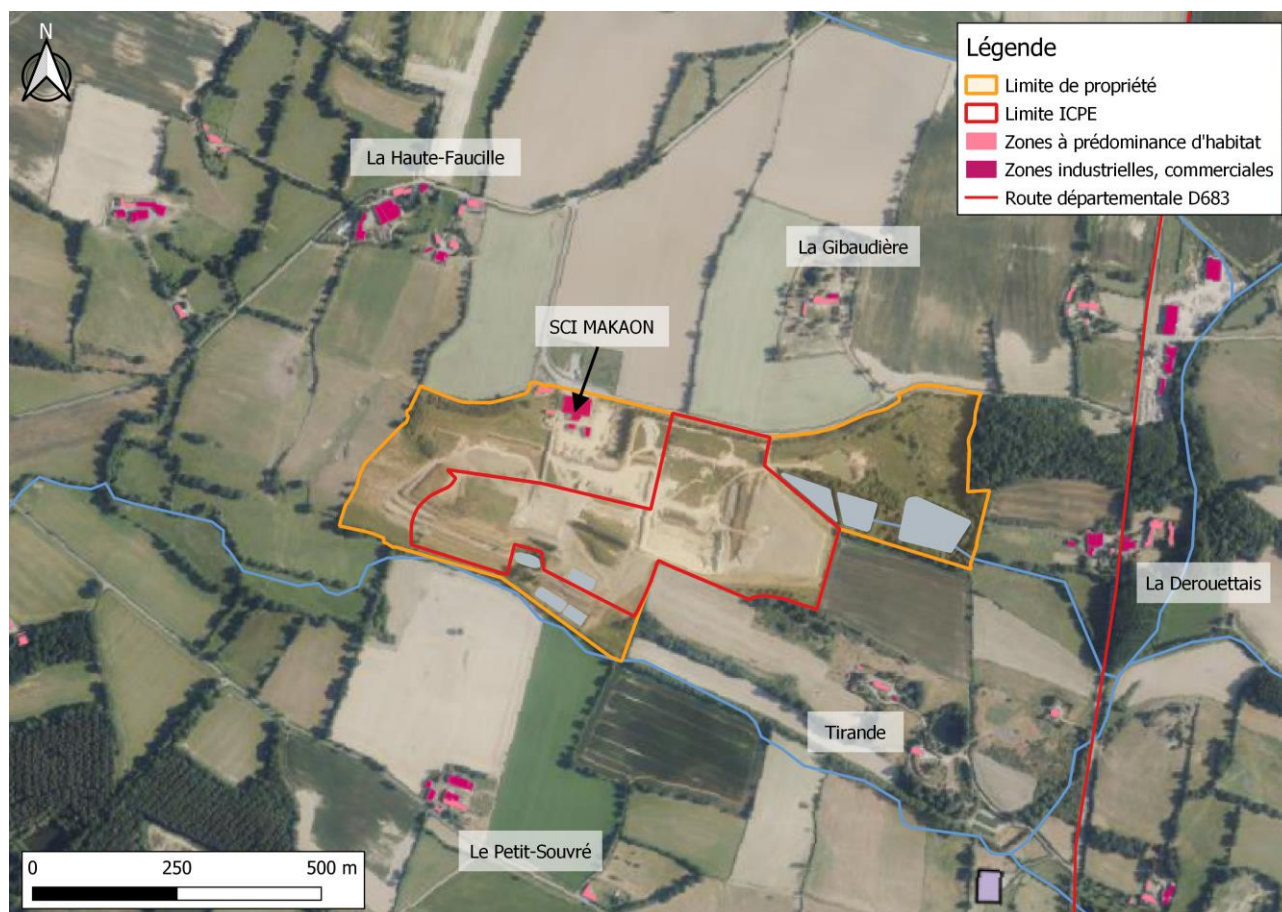 N
Légende
Limite de propriété
Limite ICPE
Zones à prédominance d'habitat
Zones industrielles, commerciales
Route départementale D683
La Haute-Faucille
La Gibaudière
SCI MAKAON
La Derouettais
Tirande
Le Petit-Souvré
0 250 500 m